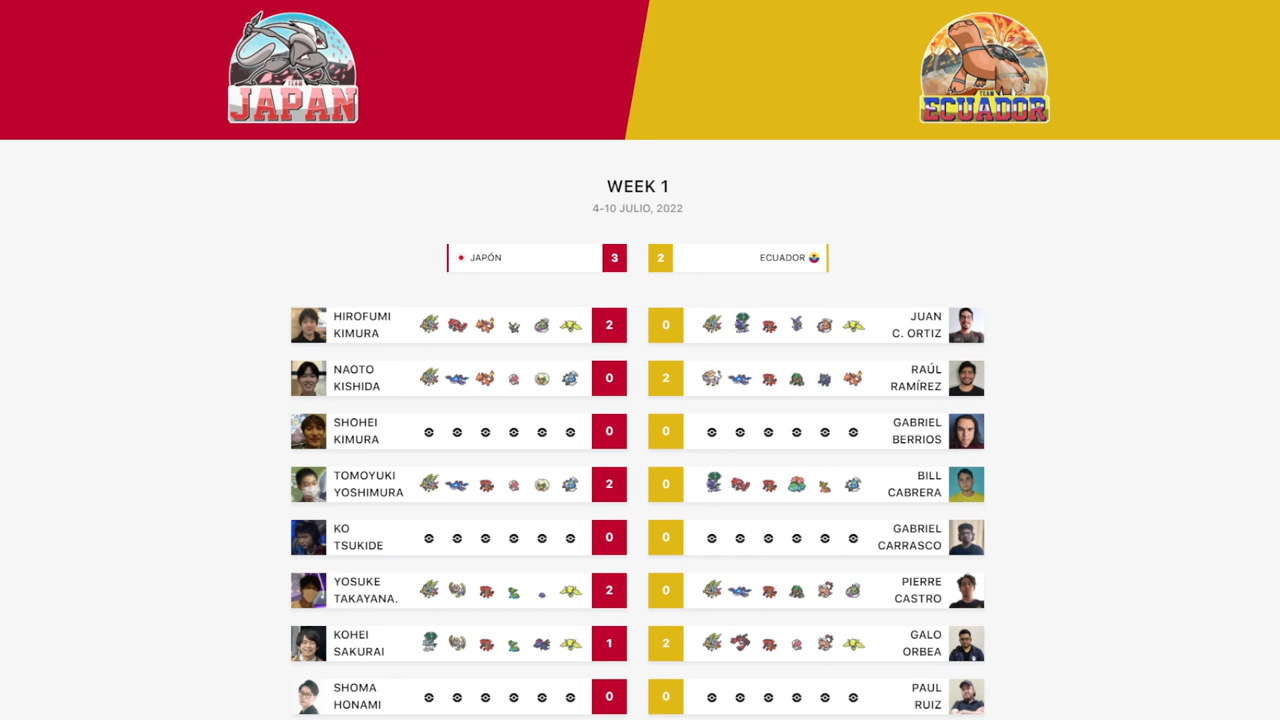 TEAM
JAPAN
TEAM
ECUADOR
WEEK 1
4-10 JULIO, 2022
JAPÓN 3 2 ECUADOR
HIROFUMI
KIMURA 2 0 JUAN
C. ORTIZ
NAOTO
KISHIDA 0 2 RAÚL
RAMÍREZ
SHOHEI
KIMURA 0 0 GABRIEL
BERRIOS
TOMOYUKI
YOSHIMURA 2 0 BILL
CABRERA
KO
TSUKIDE 0 0 GABRIEL
CARRASCO
YOSUKE
TAKAYANA. 2 0 PIERRE
CASTRO
KOHEI
SAKURAI 1 2 GALO
ORBEA
SHOMA
HONAMI 0 0 PAUL
RUIZ